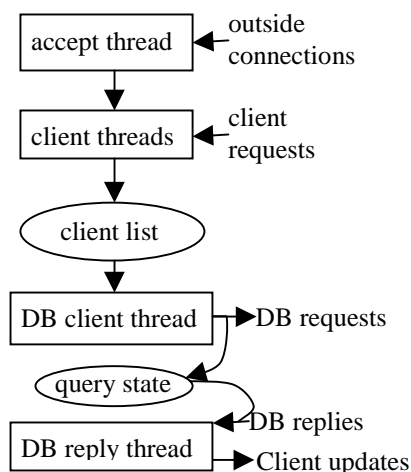 accept thread
outside
connections
client threads
client
requests
client list
DB client thread
DB requests
query state
DB replies
DB reply thread
Client updates